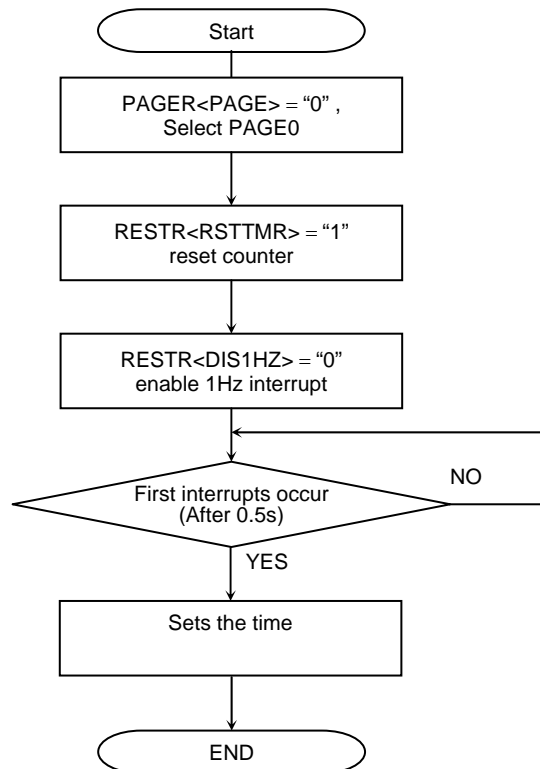 Start
PAGER<PAGE> = “0” ,
Select PAGE0
RESTR<RSTTMR> = “1”
reset counter
RESTR<DIS1HZ> = “0”
enable 1Hz interrupt
First interrupts occur
(After 0.5s)
NO
YES
Sets the time
END